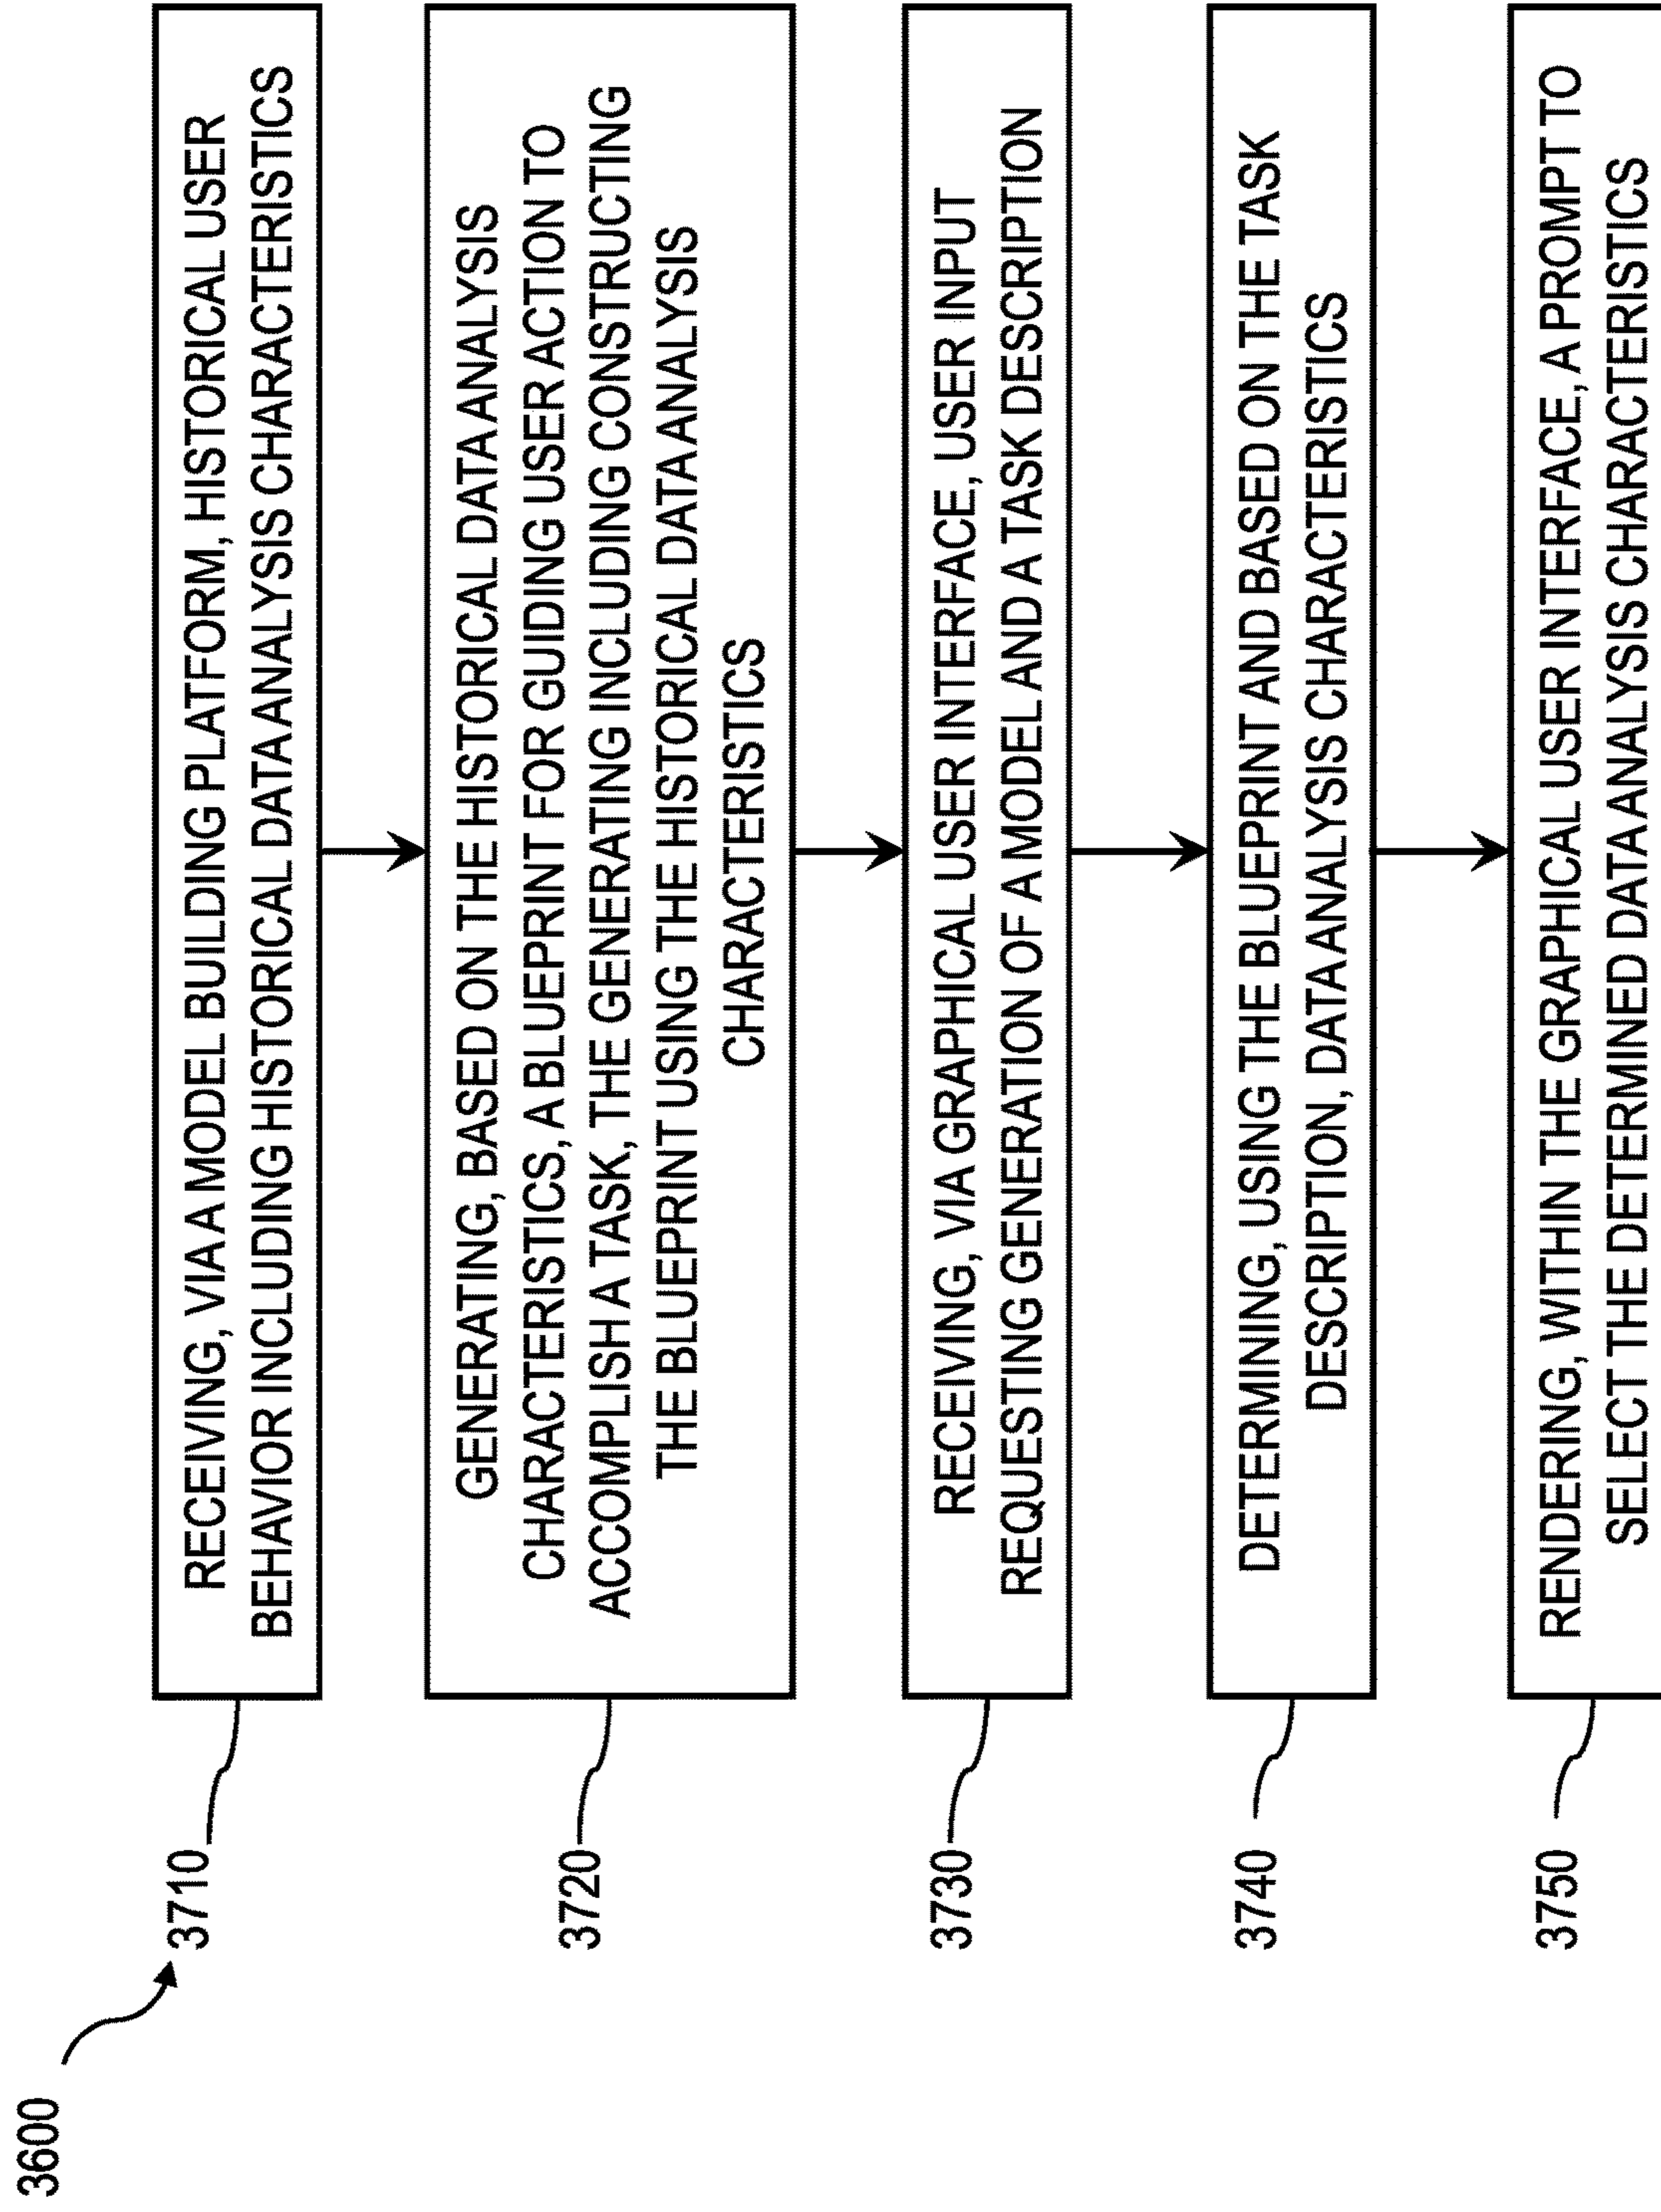 3600
3710
RECEIVING, VIA A MODEL BUILDING PLATFORM, HISTORICAL USER
BEHAVIOR INCLUDING HISTORICAL DATA ANALYSIS CHARACTERISTICS
3720
GENERATING, BASED ON THE HISTORICAL DATA ANALYSIS
CHARACTERISTICS, A BLUEPRINT FOR GUIDING USER ACTION TO
ACCOMPLISH A TASK, THE GENERATING INCLUDING CONSTRUCTING
THE BLUEPRINT USING THE HISTORICAL DATA ANALYSIS
CHARACTERISTICS
3730
RECEIVING, VIA GRAPHICAL USER INTERFACE, USER INPUT
REQUESTING GENERATION OF A MODEL AND A TASK DESCRIPTION
3740
DETERMINING, USING THE BLUEPRINT AND BASED ON THE TASK
DESCRIPTION, DATA ANALYSIS CHARACTERISTICS
3750
RENDERING, WITHIN THE GRAPHICAL USER INTERFACE, A PROMPT TO
SELECT THE DETERMINED DATA ANALYSIS CHARACTERISTICS